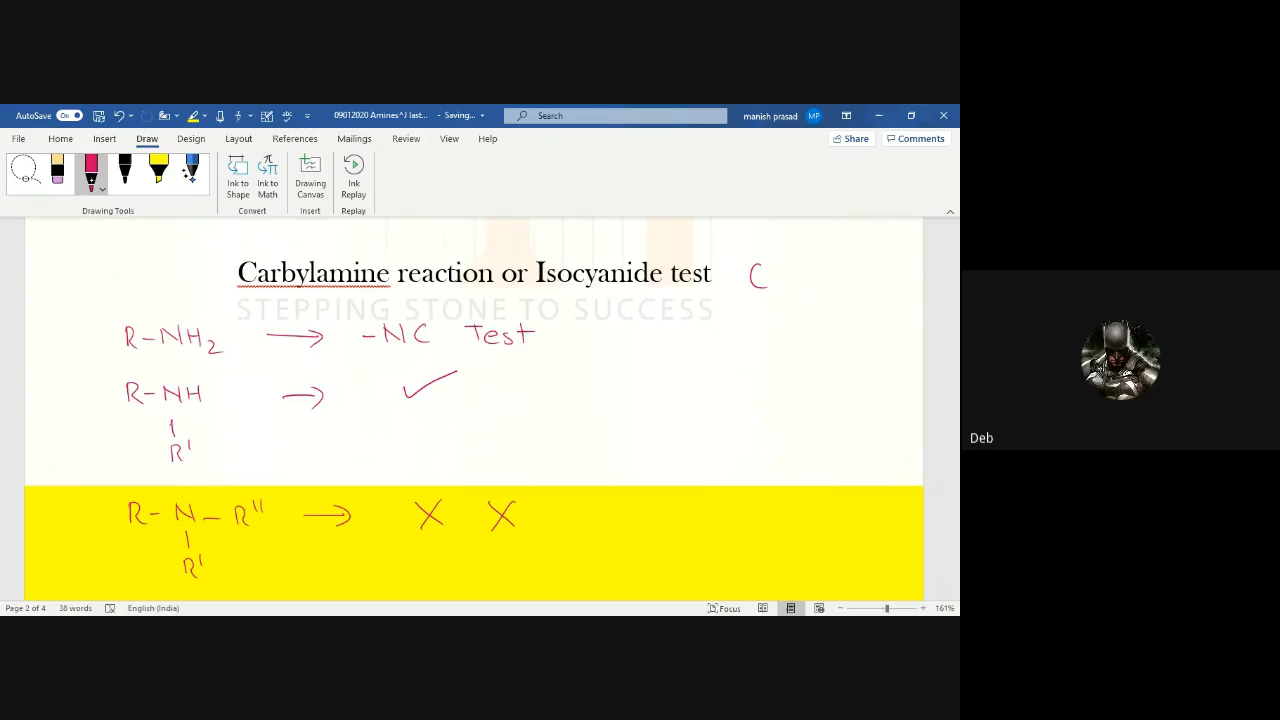 AutoSave On 09012020 Amines^J last... - Saving... Search manish prasad MP
File Home Insert Draw Design Layout References Mailings Review View Help Share Comments
Ink to Shape Ink to Math Drawing Canvas Ink Replay
Drawing Tools Convert Insert Replay
Carbylamine reaction or Isocyanide test C
STEPPING STONE TO SUCCESS
R-NH2 → -NC Test
R-NH → ✓
R'
R-N-R" → X X
R'
Deb
Page 2 of 4 38 words English (India) Focus 161%